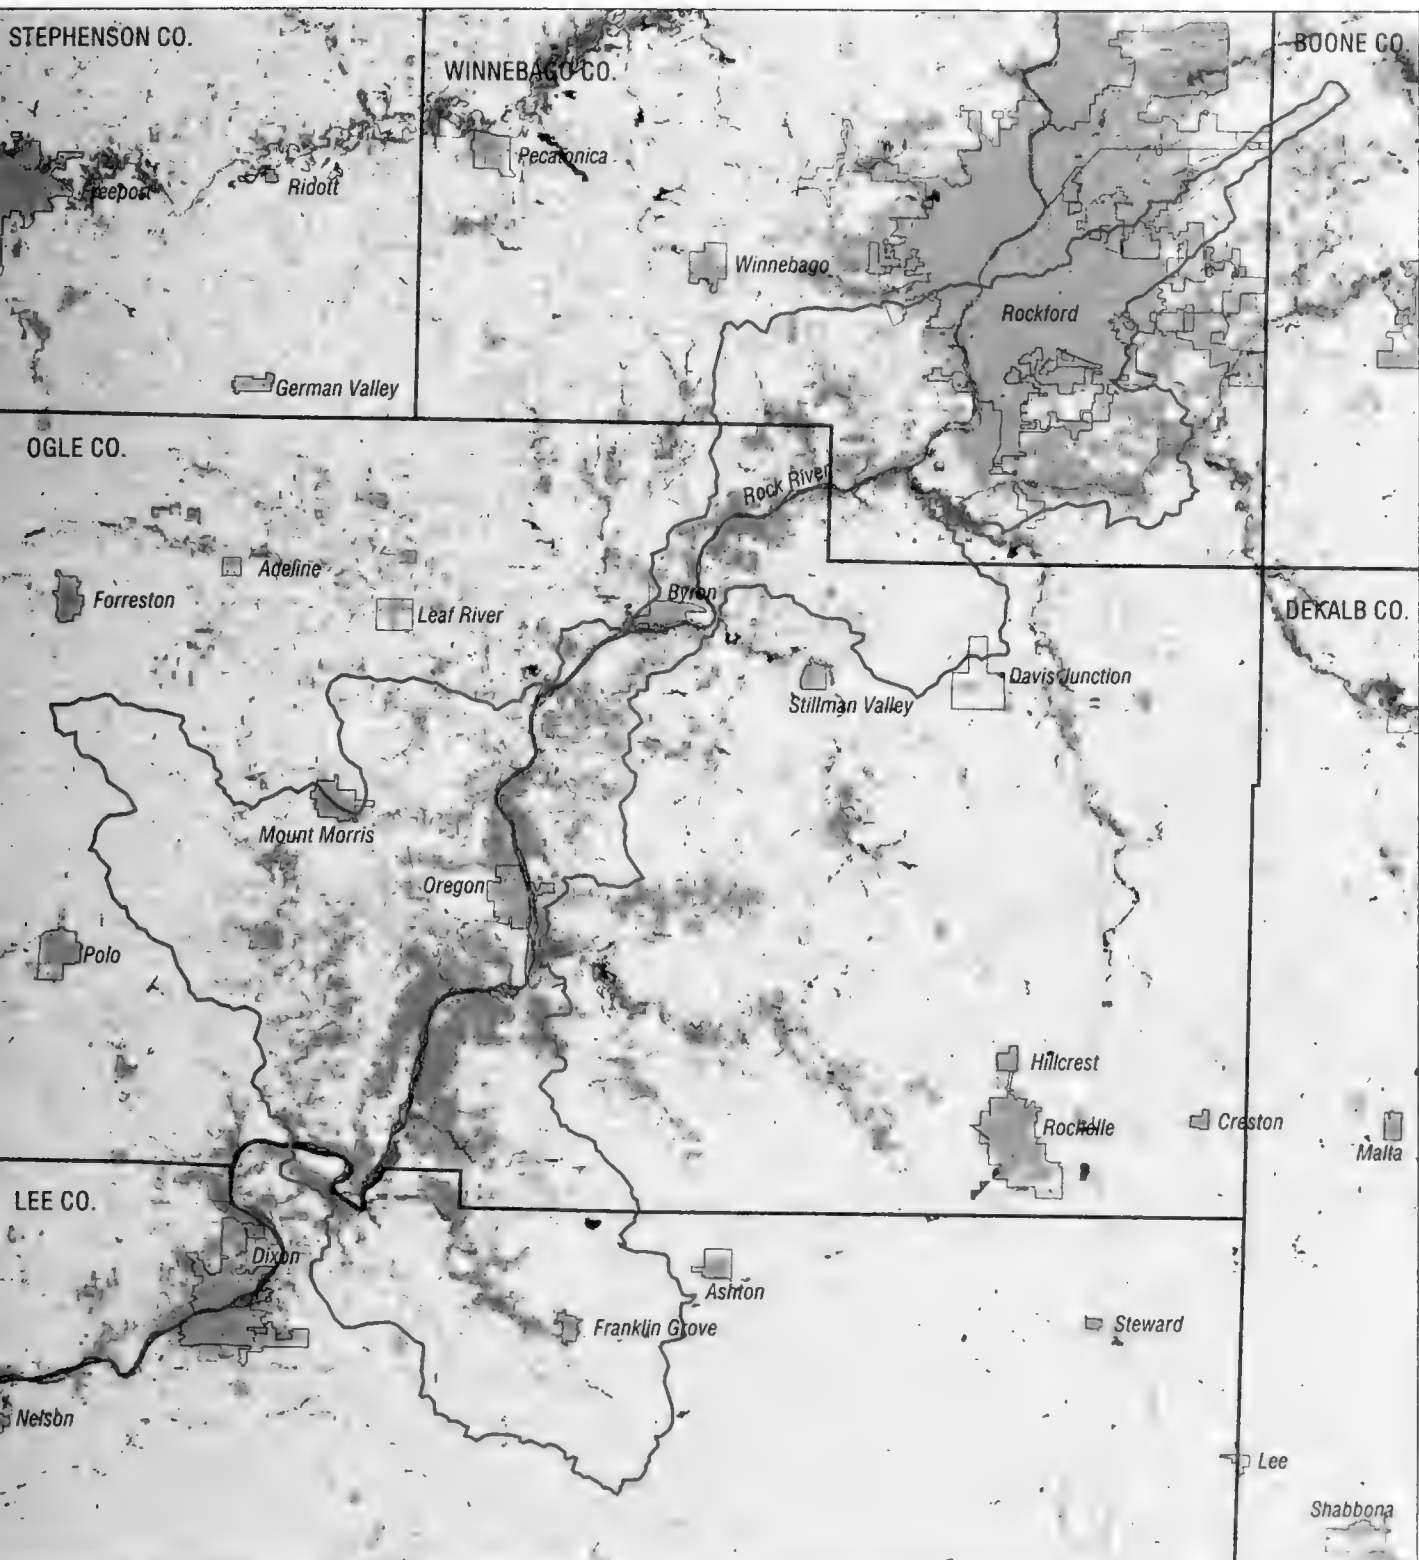 STEPHENSON CO.
WINNEBAGO CO.
BOONE CO.
Pecatonica
Freeport
Ridott
Winnebago
Rockford
German Valley
OGLE CO.
Rock River
Adeline
Forreston
Leaf River
Byron
DEKALB CO.
Davis Junction
Stillman Valley
Mount Morris
Oregon
Polo
Hillcrest
Rochelle
Creston
Malta
LEE CO.
Dixon
Ashton
Franklin Grove
Steward
Nelson
Lee
Shabbona